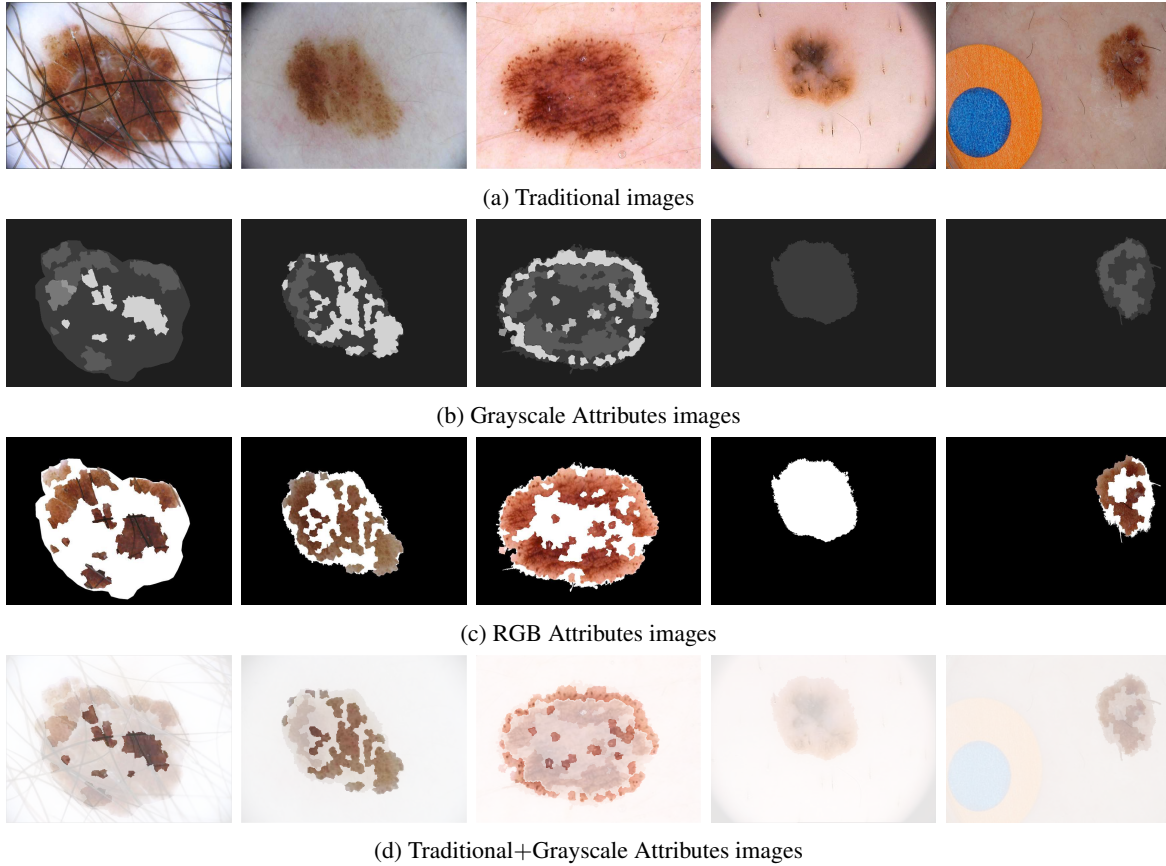 (a) Traditional images
(b) Grayscale Attributes images
(c) RGB Attributes images
(d) Traditional+Grayscale Attributes images